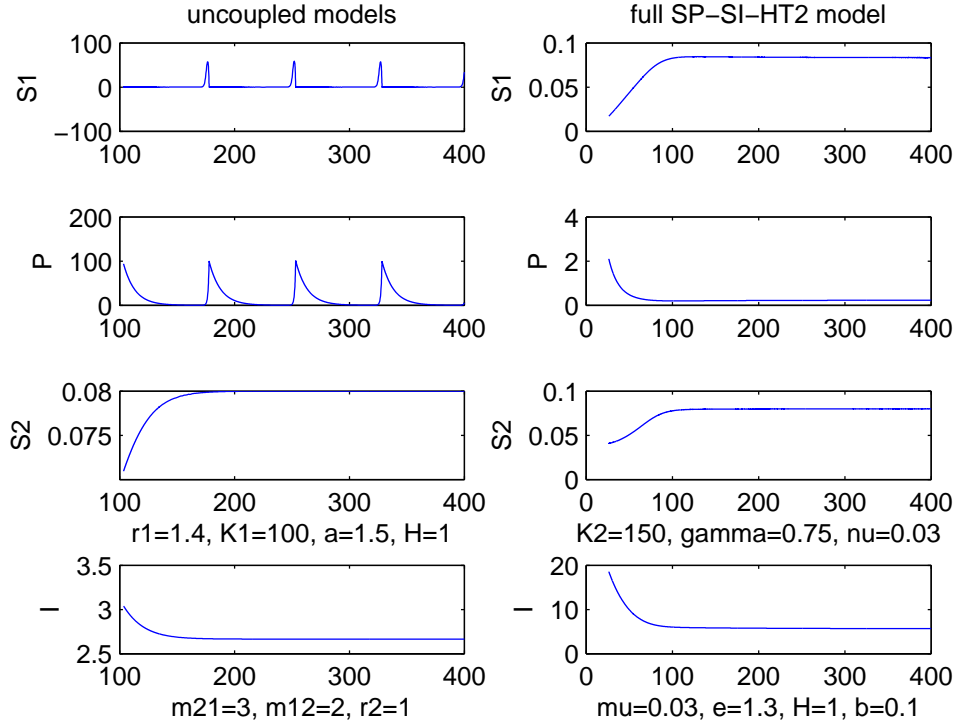 uncoupled models
full SP−SI−HT2 model
100
0
−100
S1
100 200 300 400
0.1
0.05
0
S1
0 100 200 300 400
200
100
0
P
100 200 300 400
4
2
0
P
0 100 200 300 400
0.08
0.075
S2
100 200 300 400
r1=1.4, K1=100, a=1.5, H=1
0.1
0.05
0
S2
0 100 200 300 400
K2=150, gamma=0.75, nu=0.03
3.5
3
2.5
I
100 200 300 400
m21=3, m12=2, r2=1
20
10
0
I
0 100 200 300 400
mu=0.03, e=1.3, H=1, b=0.1